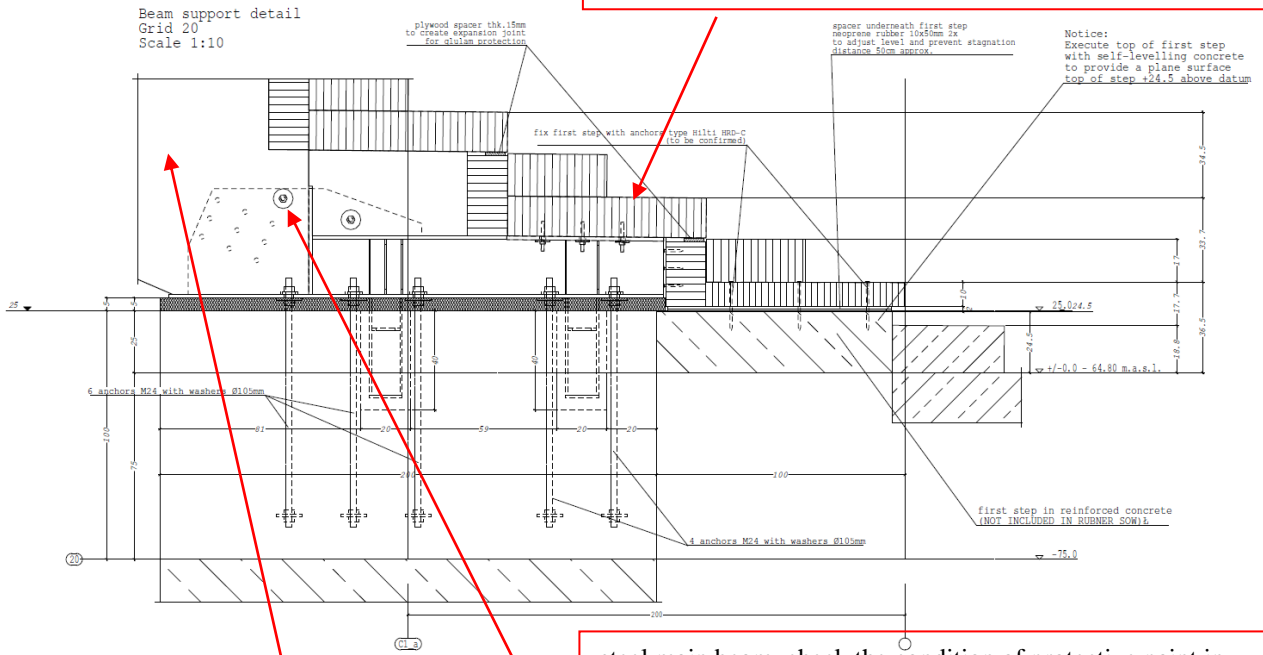 Beam support detail
Grid 20
Scale 1:10
plywood spacer thk.15mm
to create expansion joint
for glulam protection
spacer underneath first step
neoprene rubber 10x50mm 2x
to adjust level and prevent stagnation
distance 50cm approx.
Notice:
Execute top of first step
with self-levelling concrete
to provide a plane surface
top of step +24.5 above datum
fix first step with anchors type Hilti HRD-C
(to be confirmed)
34.5
33.7
17
17.7
36.5
18.8
24.5
10
2
25
5
5
25
25.0
24.5
+/-0.0 - 64.80 m.a.s.l.
40
40
6 anchors M24 with washers Ø105mm
81
20
59
20
20
100
75
200
100
first step in reinforced concrete
(NOT INCLUDED IN RUBNER SOW)Ł
4 anchors M24 with washers Ø105mm
20
-75.0
200
C1_a
steel main beam, check the condition of protective paint in